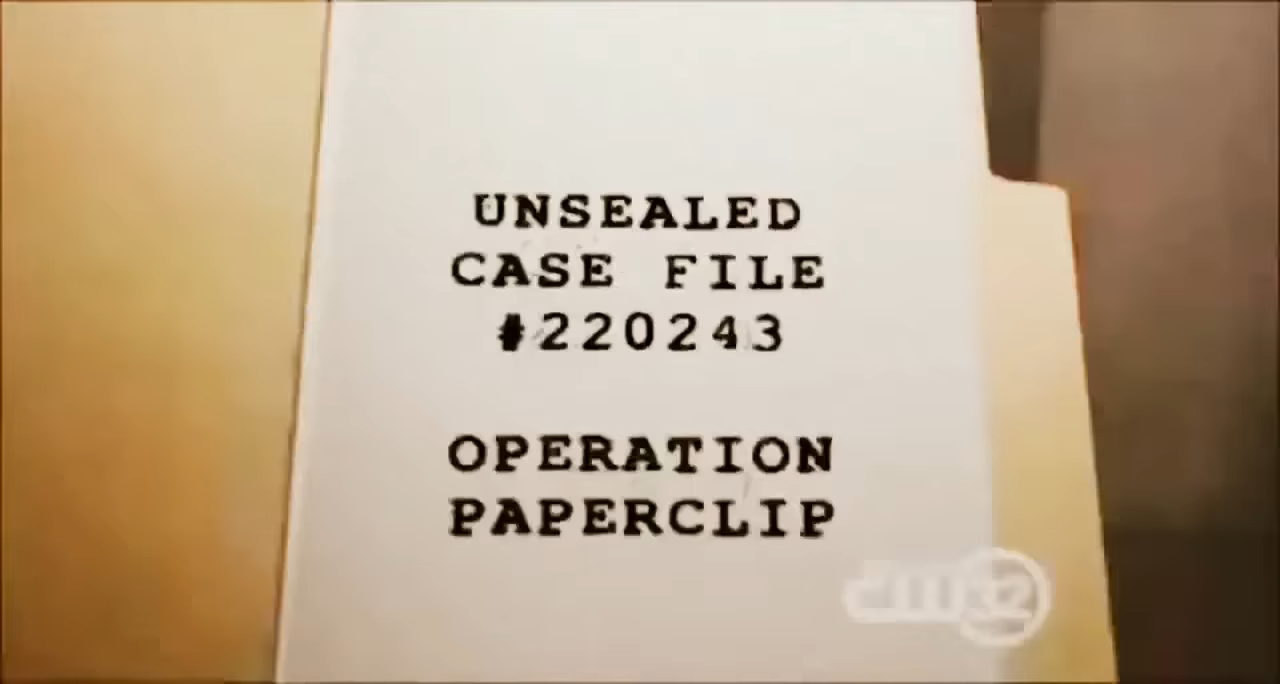 UNSEALED
CASE FILE
#220243
OPERATION
PAPERCLIP